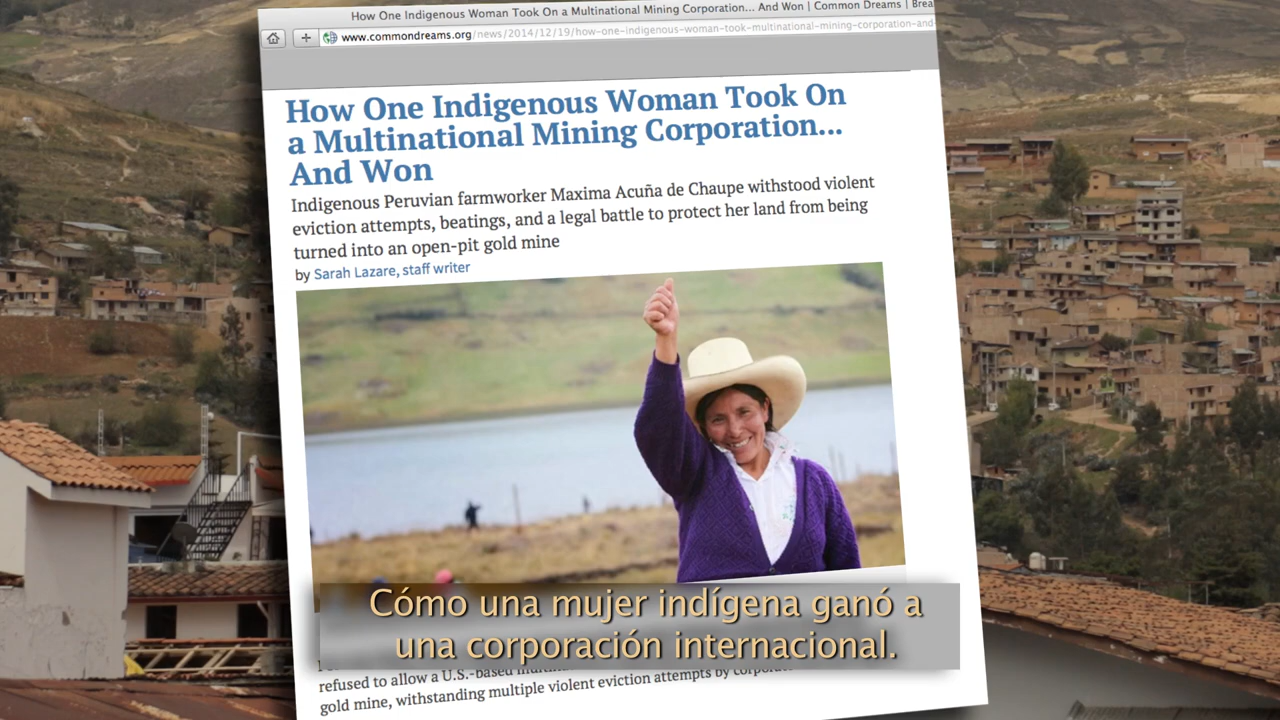 How One Indigenous Woman Took On a Multinational Mining Corporation... And Won | Common Dreams | Brea
www.commondreams.org/news/2014/12/19/how-one-indigenous-woman-took-multinational-mining-corporation-and-
How One Indigenous Woman Took On
a Multinational Mining Corporation...
And Won
Indigenous Peruvian farmworker Maxima Acuña de Chaupe withstood violent
eviction attempts, beatings, and a legal battle to protect her land from being
turned into an open-pit gold mine
by Sarah Lazare, staff writer
Cómo una mujer indígena ganó a
una corporación internacional.
refused to allow a U.S.-based
gold mine, withstanding multiple violent eviction attempts by